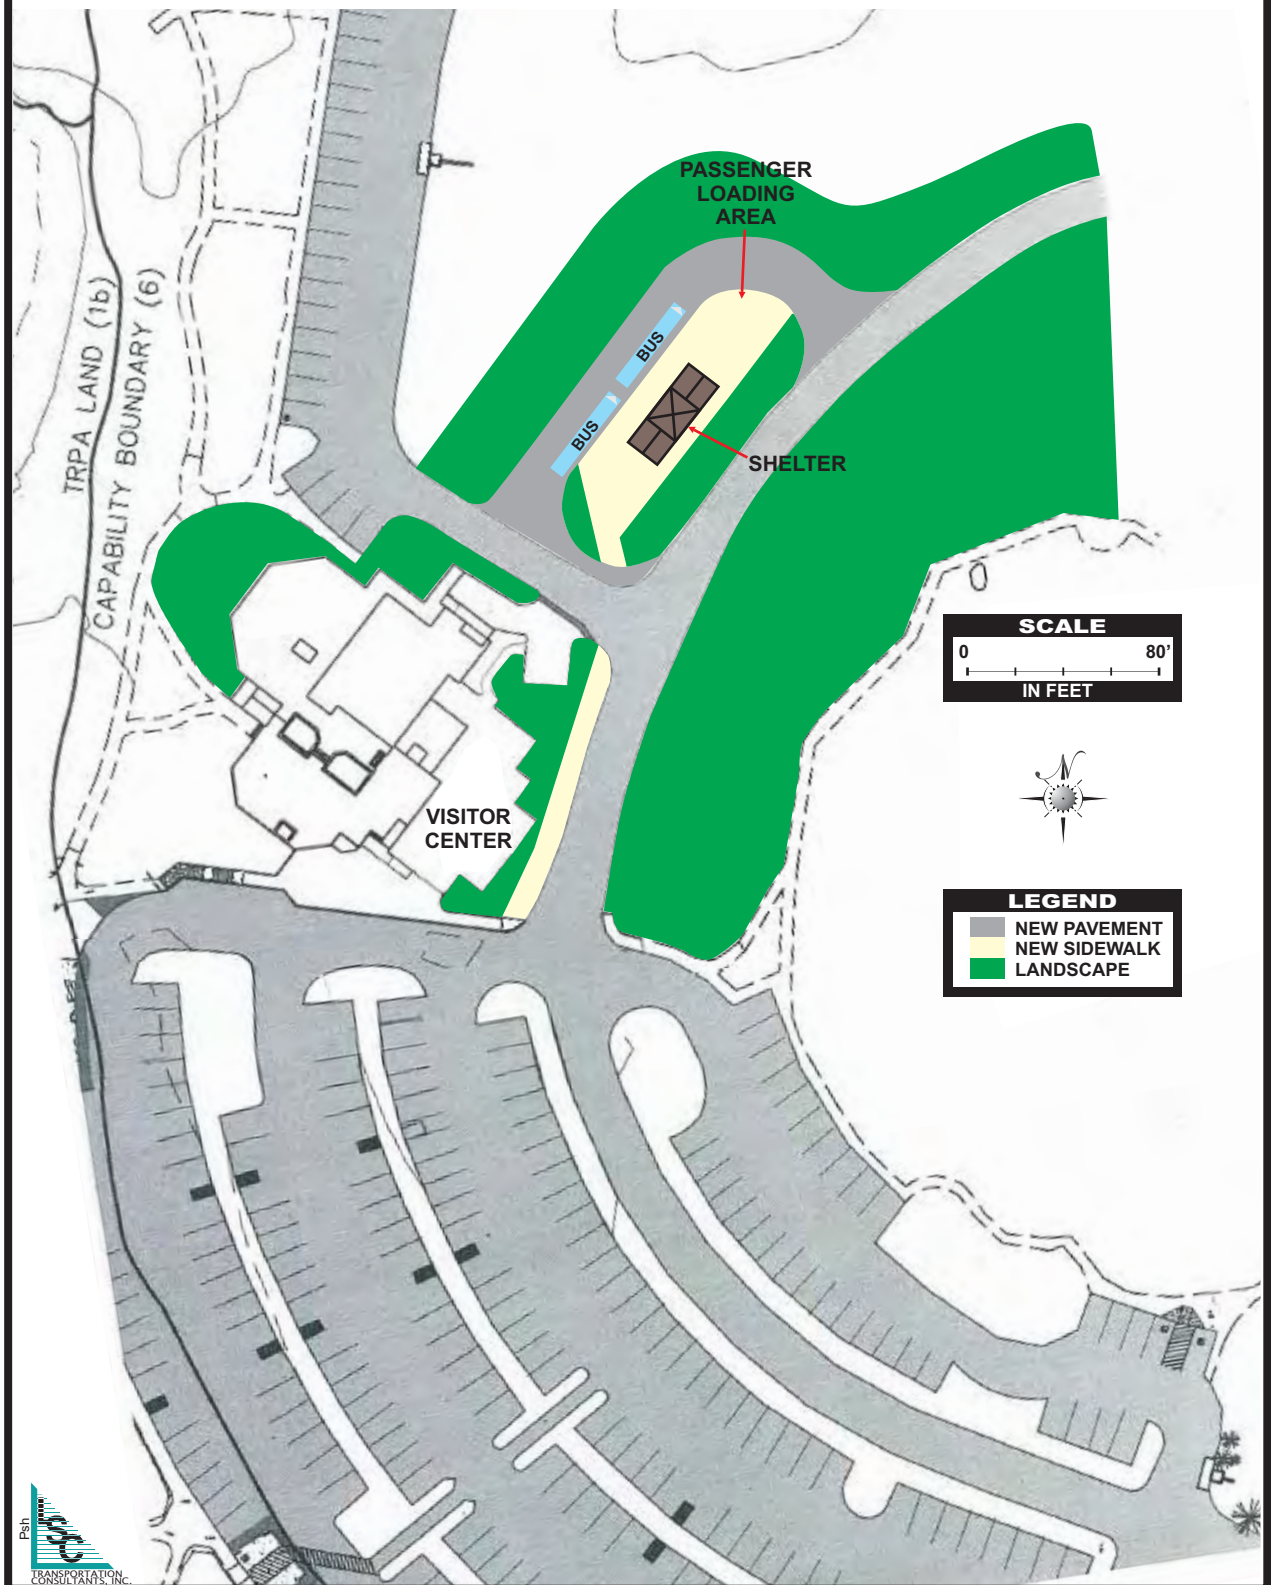 PASSENGER
LOADING
AREA
BUS
BUS
SHELTER
TRPA LAND (1b)
CAPABILITY BOUNDARY (6)
VISITOR
CENTER
SCALE
0 80'
IN FEET
N
LEGEND
NEW PAVEMENT
NEW SIDEWALK
LANDSCAPE
Psh
LSC
TRANSPORTATION
CONSULTANTS, INC.